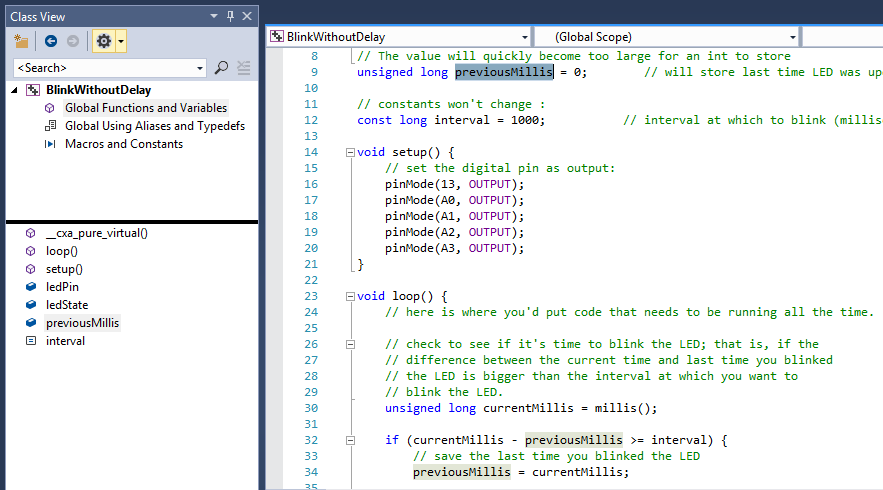 Class View
<Search>
BlinkWithoutDelay
Global Functions and Variables
Global Using Aliases and Typedefs
Macros and Constants
__cxa_pure_virtual()
loop()
setup()
ledPin
ledState
previousMillis
interval
BlinkWithoutDelay (Global Scope)
8 // The value will quickly become too large for an int to store
9 unsigned long previousMillis = 0; // will store last time LED was
10
11 // constants won't change :
12 const long interval = 1000; // interval at which to blink
13
14 void setup() {
15 // set the digital pin as output:
16 pinMode(13, OUTPUT);
17 pinMode(A0, OUTPUT);
18 pinMode(A1, OUTPUT);
19 pinMode(A2, OUTPUT);
20 pinMode(A3, OUTPUT);
21 }
22
23 void loop() {
24 // here is where you'd put code that needs to be running all the time.
25
26 // check to see if it's time to blink the LED; that is, if the
27 // difference between the current time and last time you blinked
28 // the LED is bigger than the interval at which you want to
29 // blink the LED.
30 unsigned long currentMillis = millis();
31
32 if (currentMillis - previousMillis >= interval) {
33 // save the last time you blinked the LED
34 previousMillis = currentMillis;
35